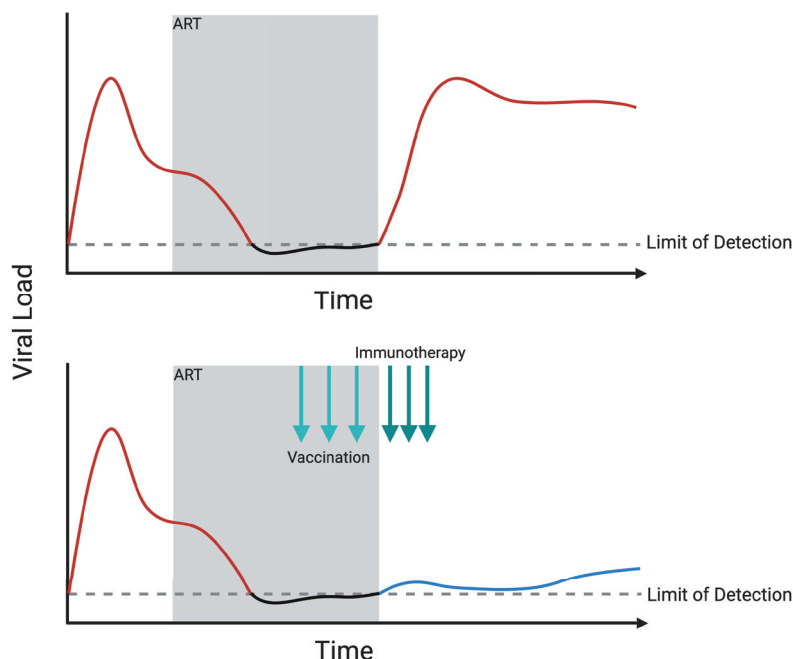 ART
Limit of Detection
Time
Viral Load
Immunotherapy
ART
Vaccination
Limit of Detection
Time